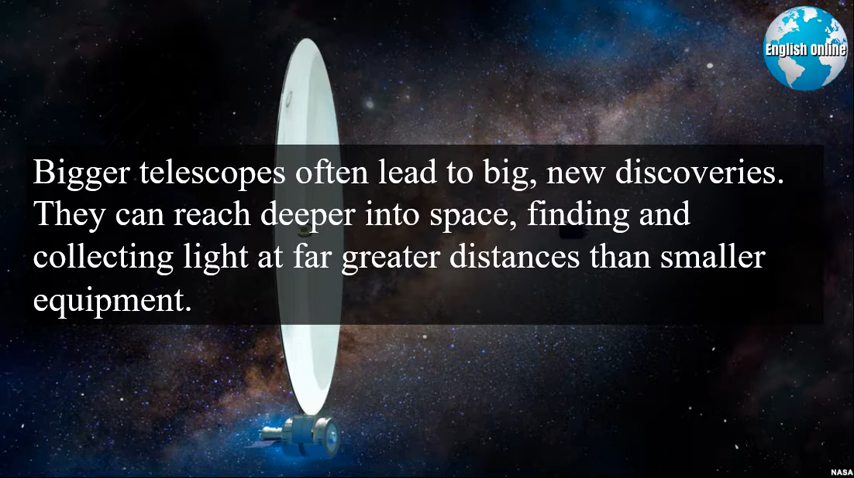 English Online
Bigger telescopes often lead to big, new discoveries.
They can reach deeper into space, finding and
collecting light at far greater distances than smaller
equipment.
NASA